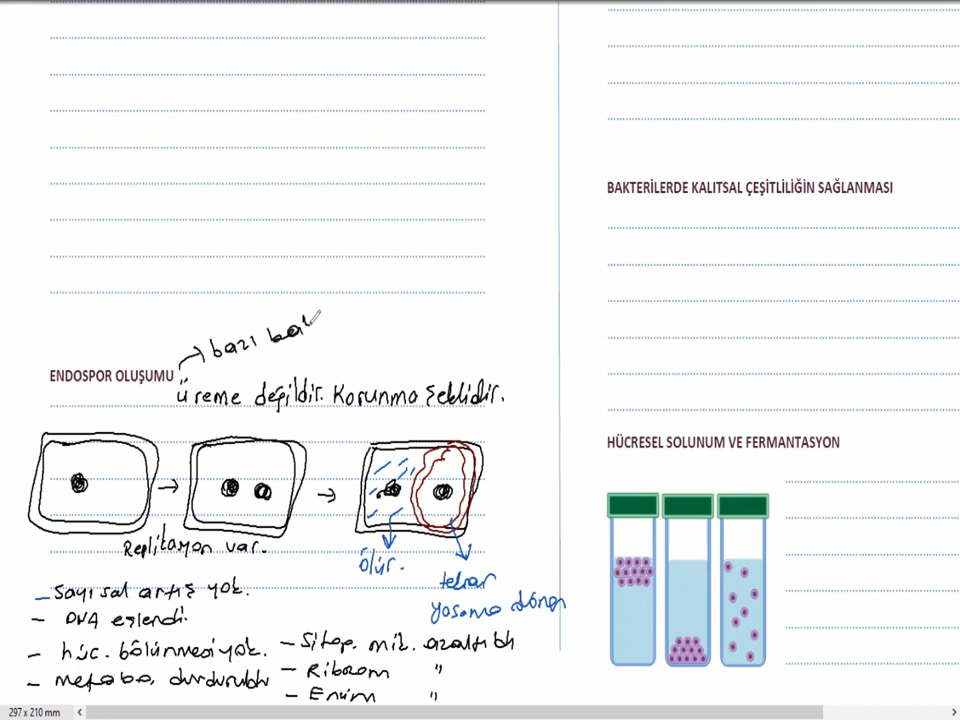 BAKTERİLERDE KALITSAL ÇEŞİTLİLİĞİN SAĞLANMASI
→ bazı bak
ENDOSPOR OLUŞUMU
üreme değildir. Korunma şeklidir.
HÜCRESEL SOLUNUM VE FERMANTASYON
Replikasyon var.
ölür.
tekrar
yaşama döner
- Sayısal artış yok.
- DNA eşlendi.
- hüc. bölünmesi yok.
- metabo. durdurulur
- Sitop. mik. azaltıldı
- Ribozom "
- Enzim "
297 x 210 mm